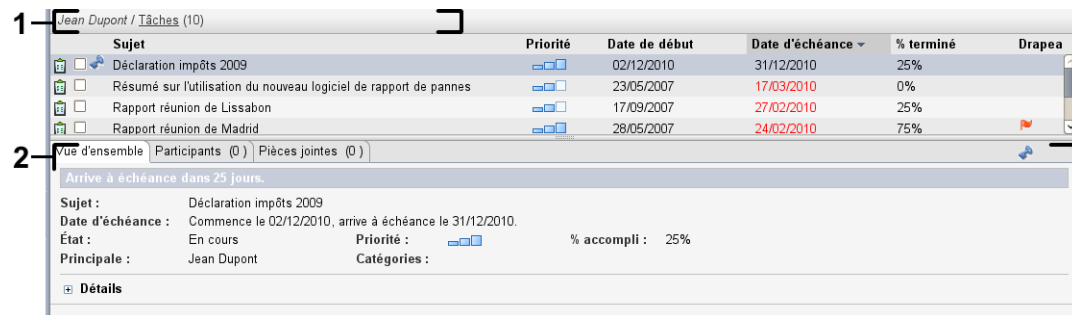 1
Jean Dupont / Tâches (10)
Sujet Priorité Date de début Date d'échéance % terminé Drapea
Déclaration impôts 2009 02/12/2010 31/12/2010 25%
Résumé sur l'utilisation du nouveau logiciel de rapport de pannes 23/05/2007 17/03/2010 0%
Rapport réunion de Lissabon 17/09/2007 27/02/2010 25%
Rapport réunion de Madrid 28/05/2007 24/02/2010 75%
2
Vue d'ensemble Participants (0) Pièces jointes (0)
Arrive à échéance dans 25 jours.
Sujet : Déclaration impôts 2009
Date d'échéance : Commence le 02/12/2010, arrive à échéance le 31/12/2010.
État : En cours Priorité : % accompli : 25%
Principale : Jean Dupont Catégories :
Détails